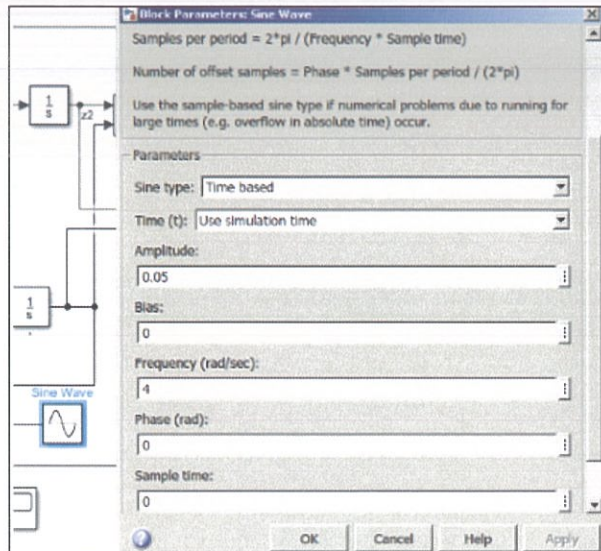 Block Parameters: Sine Wave
Samples per period = 2*pi / (Frequency * Sample time)
Number of offset samples = Phase * Samples per period / (2*pi)
Use the sample-based sine type if numerical problems due to running for
large times (e.g. overflow in absolute time) occur.
Parameters
Sine type: Time based
Time (t): Use simulation time
Amplitude:
0.05
Bias:
0
Frequency (rad/sec):
4
Phase (rad):
0
Sample time:
0
OK Cancel Help Apply
1
s
z2
1
s
Sine Wave